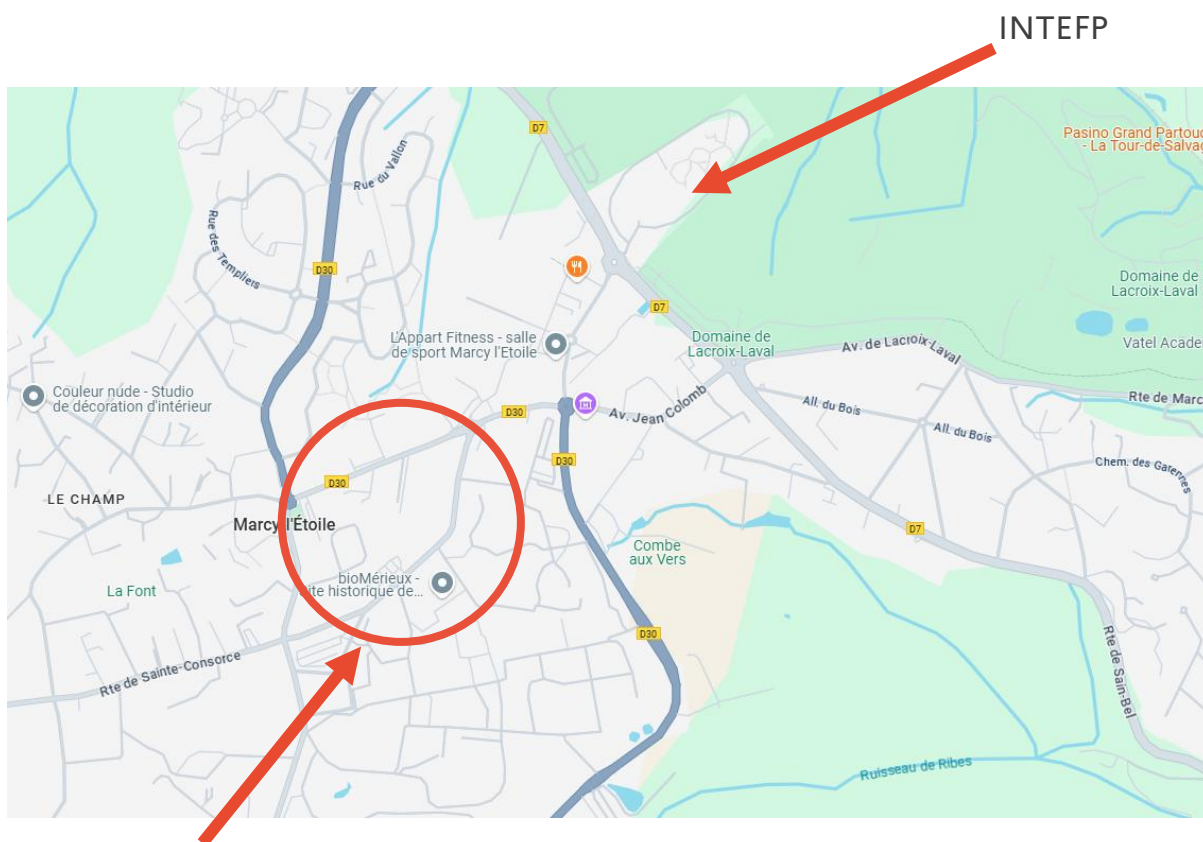 INTEFP
D7
Pasino Grand Partouc
- La Tour-de-Salvag
Rue du Vallon
Rue des Templiers
D30
Domaine de
Lacroix-Laval
D7
L'Appart Fitness - salle
de sport Marcy l'Etoile
Domaine de
Lacroix-Laval
Av. de Lacroix-Laval
Vatel Acade
Couleur nude - Studio
de décoration d'intérieur
Rte de Marc
D30
Av. Jean Colomb
All. du Bois
All. du Bois
D30
Chem. des Garennes
D30
LE CHAMP
Marcy l'Étoile
D7
Combe
aux Vers
bioMérieux -
Site historique de...
La Font
D30
Rte de Sainte-Consorce
Rte de Sain-Bel
Ruisseau de Ribes